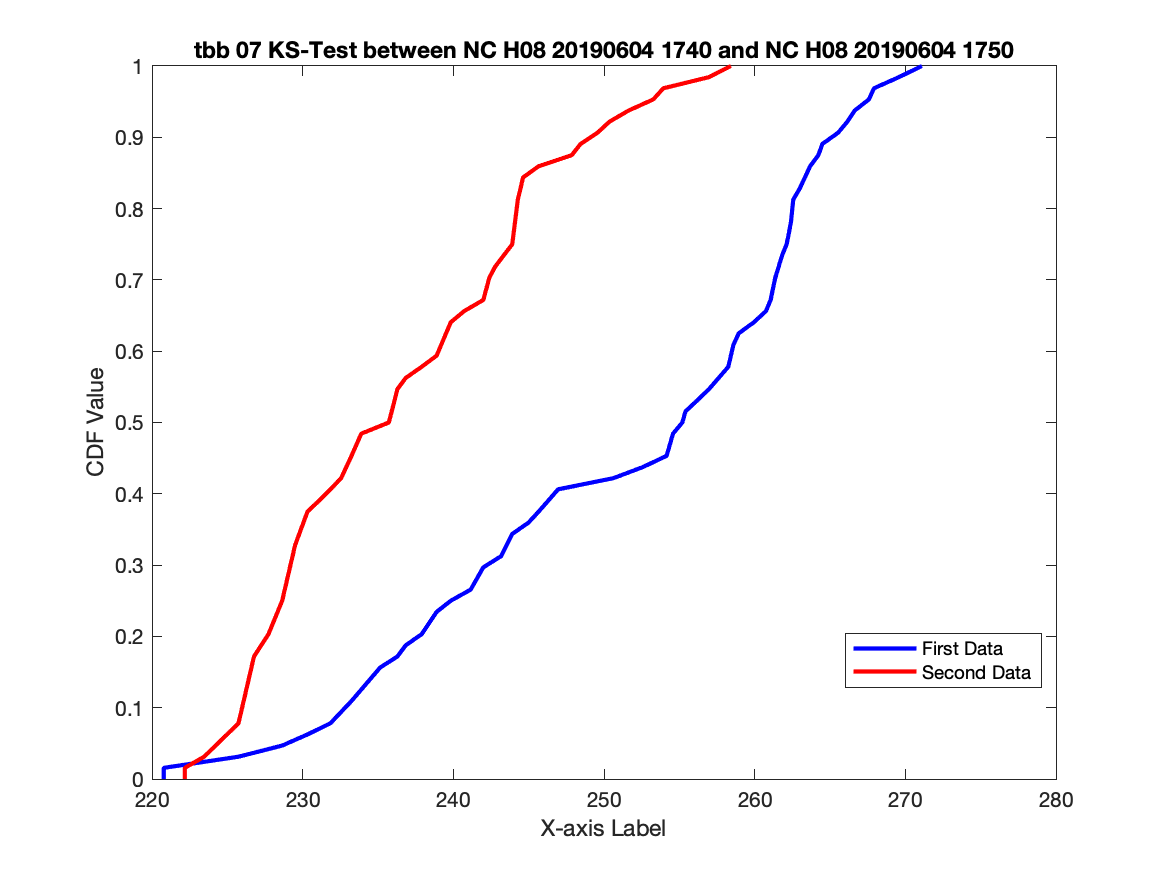 tbb 07 KS-Test between NC H08 20190604 1740 and NC H08 20190604 1750
1
0.9
0.8
0.7
0.6
0.5
0.4
0.3
0.2
0.1
0
CDF Value
First Data
Second Data
220 230 240 250 260 270 280
X-axis Label